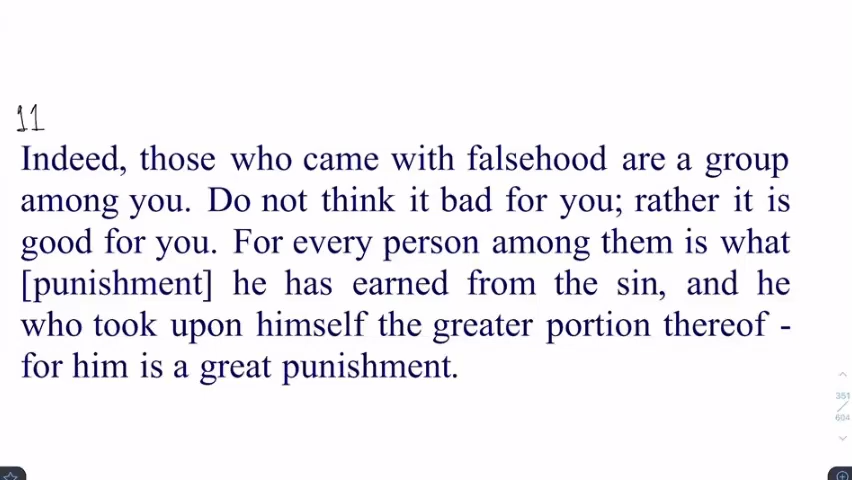 11
Indeed, those who came with falsehood are a group
among you. Do not think it bad for you; rather it is
good for you. For every person among them is what
[punishment] he has earned from the sin, and he
who took upon himself the greater portion thereof -
for him is a great punishment.
351
604